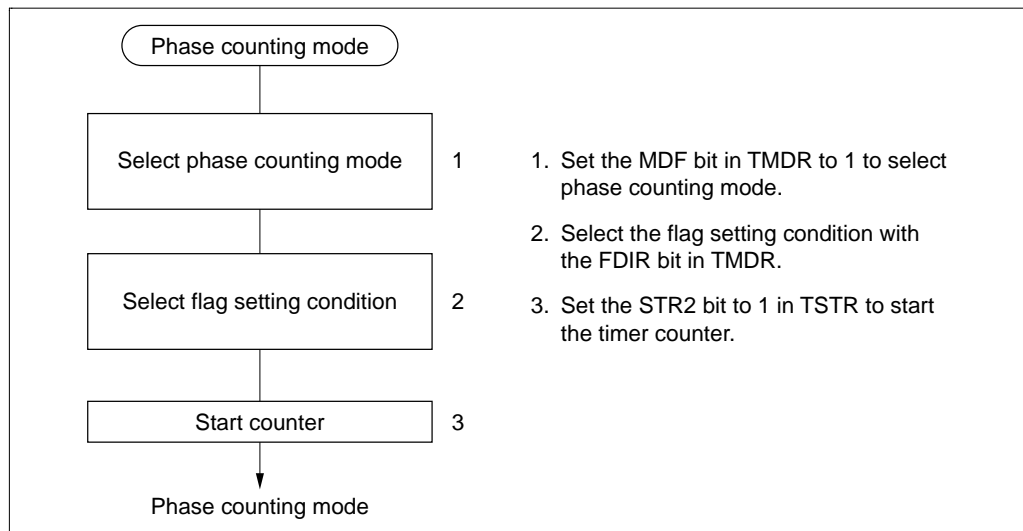 Phase counting mode
Select phase counting mode
1
Select flag setting condition
2
Start counter
3
Phase counting mode
1. Set the MDF bit in TMDR to 1 to select
phase counting mode.
2. Select the flag setting condition with
the FDIR bit in TMDR.
3. Set the STR2 bit to 1 in TSTR to start
the timer counter.